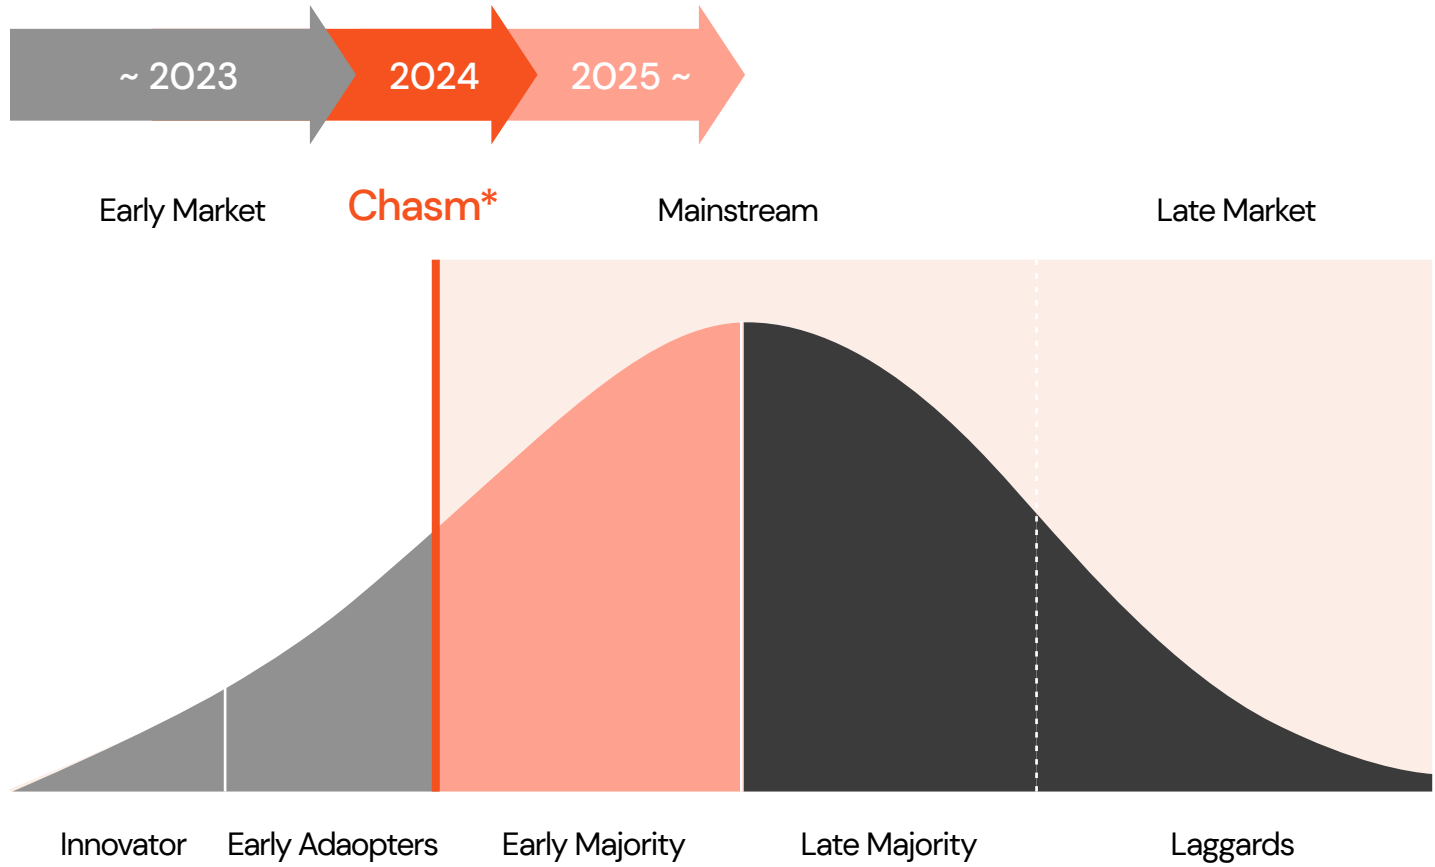 ~ 2023 2024 2025 ~
Early Market Chasm* Mainstream Late Market
Innovator Early Adaopters Early Majority Late Majority Laggards